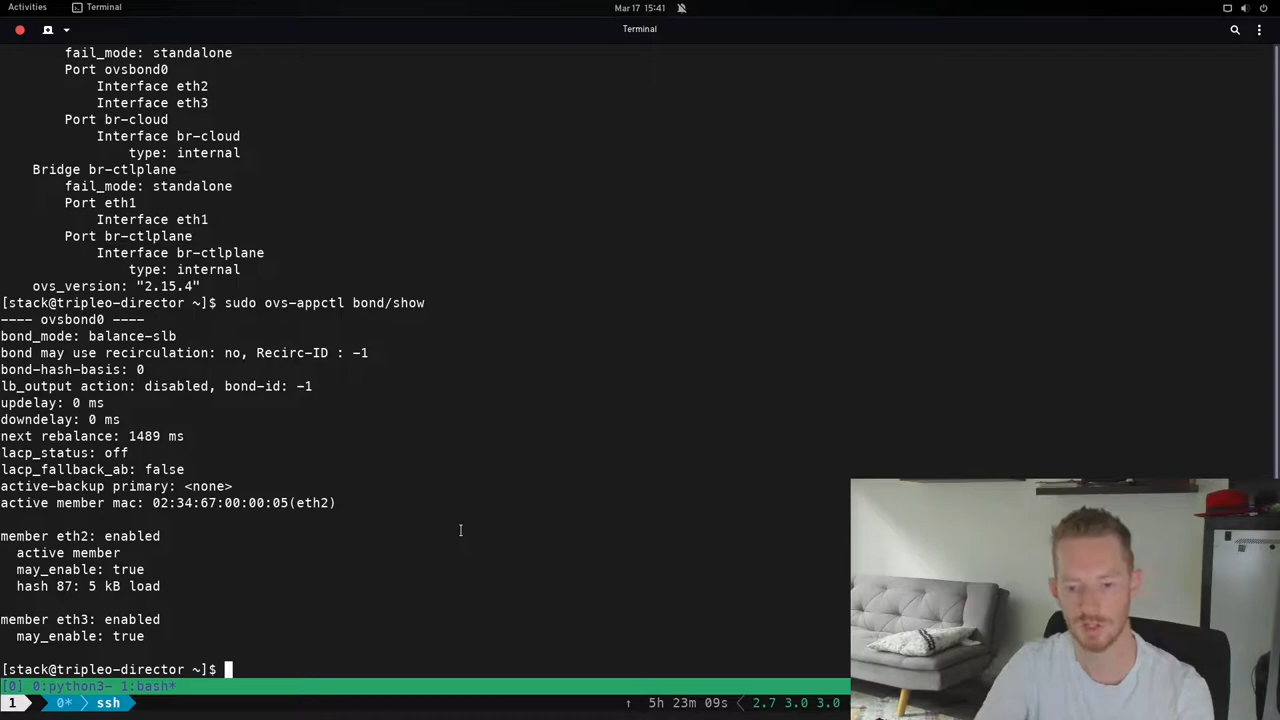 Activities
Terminal
Mar 17 15:41
Terminal
fail_mode: standalone
Port ovsbond0
Interface eth2
Interface eth3
Port br-cloud
Interface br-cloud
type: internal
Bridge br-ctlplane
fail_mode: standalone
Port eth1
Interface eth1
Port br-ctlplane
Interface br-ctlplane
type: internal
ovs_version: "2.15.4"
[stack@tripleo-director ~]$ sudo ovs-appctl bond/show
---- ovsbond0 ----
bond_mode: balance-slb
bond may use recirculation: no, Recirc-ID : -1
bond-hash-basis: 0
lb_output action: disabled, bond-id: -1
updelay: 0 ms
downdelay: 0 ms
next rebalance: 1489 ms
lacp_status: off
lacp_fallback_ab: false
active-backup primary: <none>
active member mac: 02:34:67:00:00:05(eth2)
member eth2: enabled
active member
may_enable: true
hash 87: 5 kB load
member eth3: enabled
may_enable: true
[stack@tripleo-director ~]$
[0] 0:python3- 1:bash*
1 0* ssh ↑ 5h 23m 09s 2.7 3.0 3.0